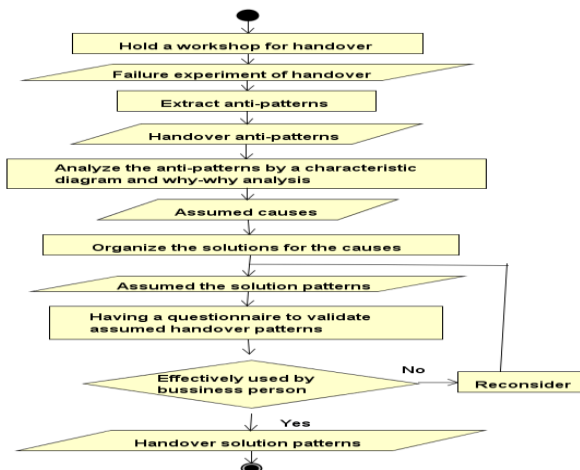 Hold a workshop for handover
Failure experiment of handover
Extract anti-patterns
Handover anti-patterns
Analyze the anti-patterns by a characteristic
diagram and why-why analysis
Assumed causes
Organize the solutions for the causes
Assumed the solution patterns
Having a questionnaire to validate
assumed handover patterns
Effectively used by
bussiness person
No
Reconsider
Yes
Handover solution patterns